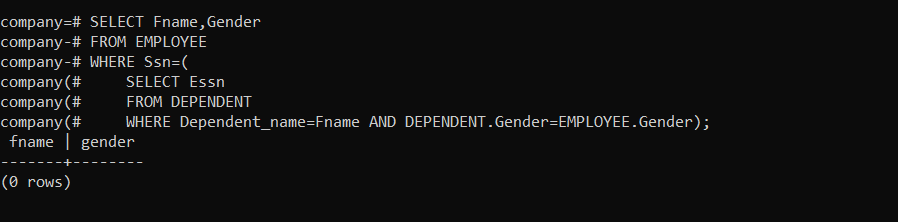 company=# SELECT Fname,Gender
company-# FROM EMPLOYEE
company-# WHERE Ssn=(
company(#     SELECT Essn
company(#     FROM DEPENDENT
company(#     WHERE Dependent_name=Fname AND DEPENDENT.Gender=EMPLOYEE.Gender);
 fname | gender
-------+--------
(0 rows)